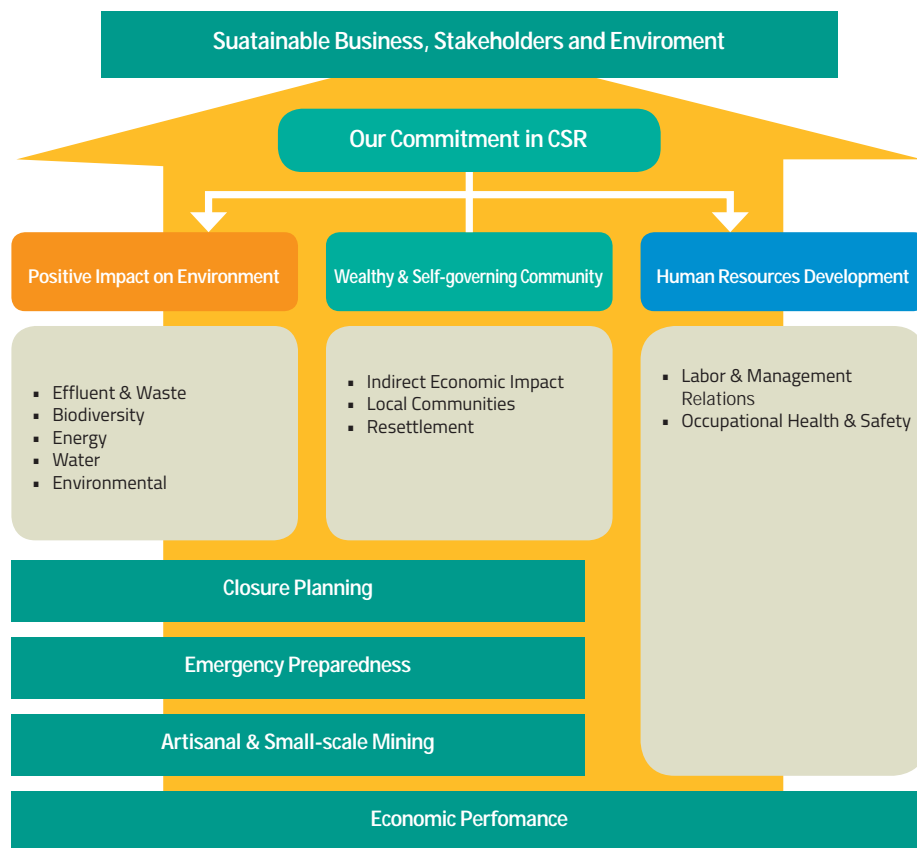 Suatainable Business, Stakeholders and Enviroment
Our Commitment in CSR
Positive Impact on Environment
Wealthy & Self-governing Community
Human Resources Development
▪ Effluent & Waste
▪ Biodiversity
▪ Energy
▪ Water
▪ Environmental
▪ Indirect Economic Impact
▪ Local Communities
▪ Resettlement
▪ Labor & Management
Relations
▪ Occupational Health & Safety
Closure Planning
Emergency Preparedness
Artisanal & Small-scale Mining
Economic Perfomance